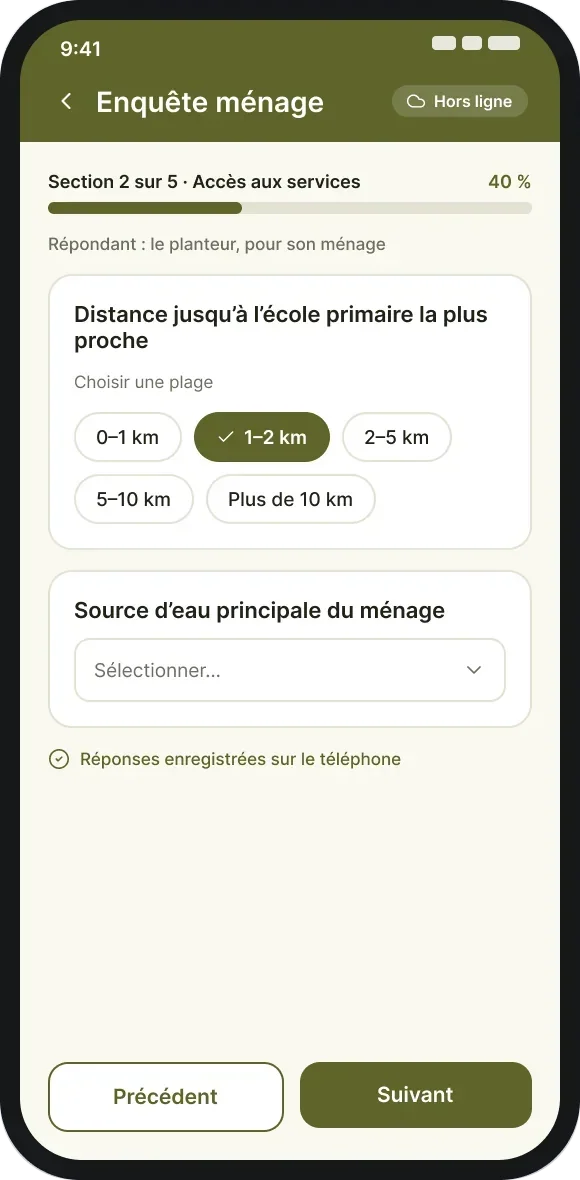 9:41
Enquête ménage
Hors ligne
Section 2 sur 5 · Accès aux services
40 %
Répondant : le planteur, pour son ménage
Distance jusqu’à l’école primaire la plus
proche
Choisir une plage
0–1 km
1–2 km
2–5 km
5–10 km
Plus de 10 km
Source d’eau principale du ménage
Sélectionner...
Réponses enregistrées sur le téléphone
Précédent
Suivant